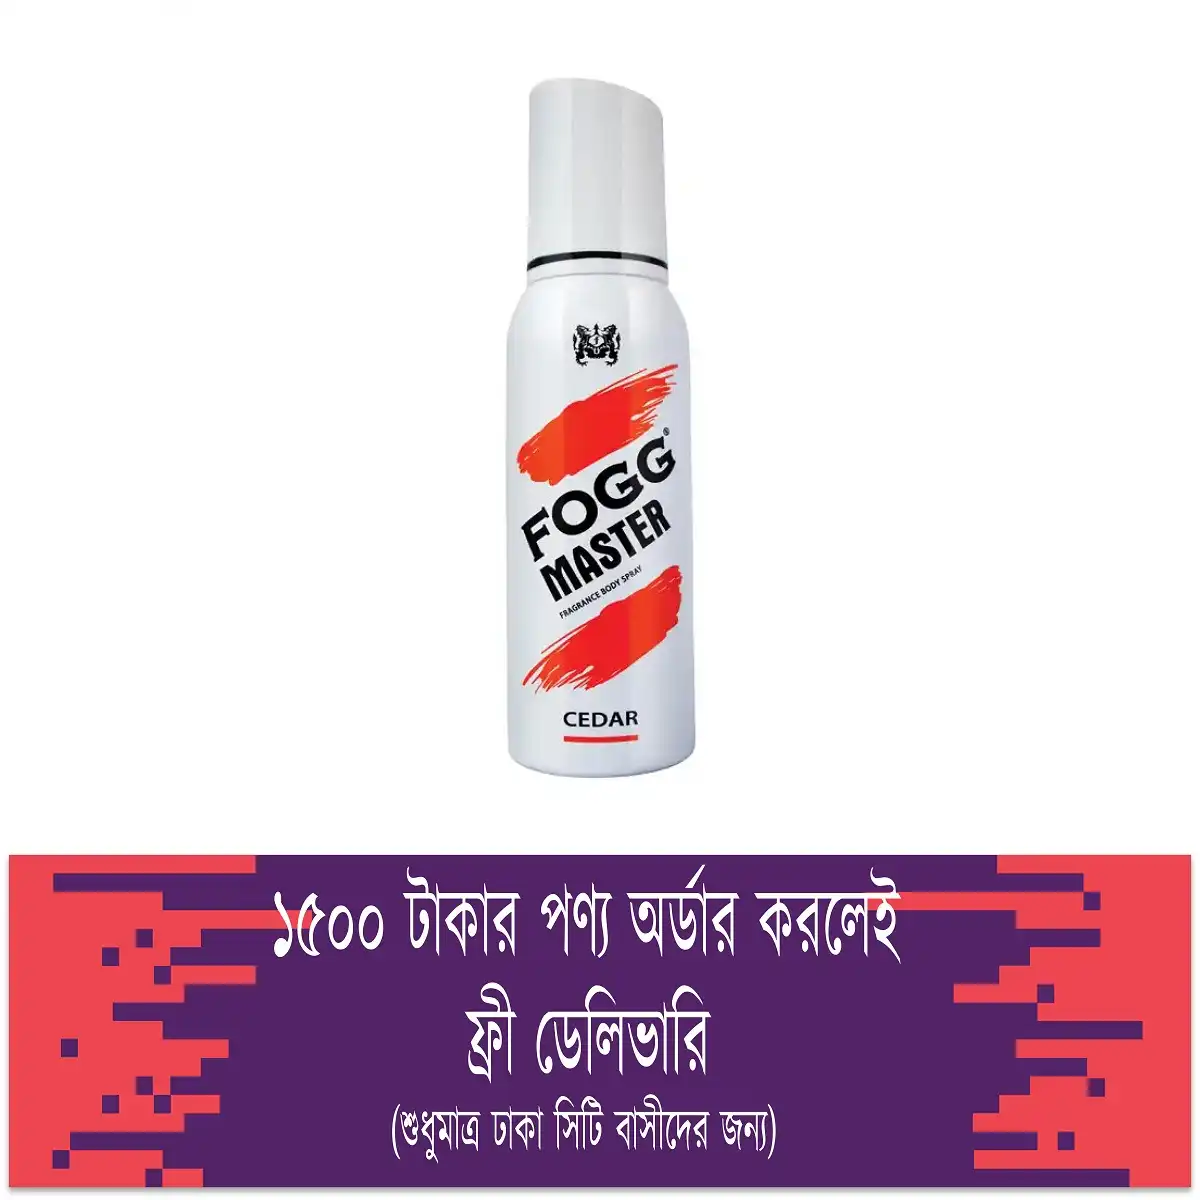 FOGG®
MASTER
FRAGRANCE BODY SPRAY
CEDAR
১৫০০ টাকার পণ্য অর্ডার করলেই
ফ্রী ডেলিভারি
(শুধুমাত্র ঢাকা সিটি বাসীদের জন্য)